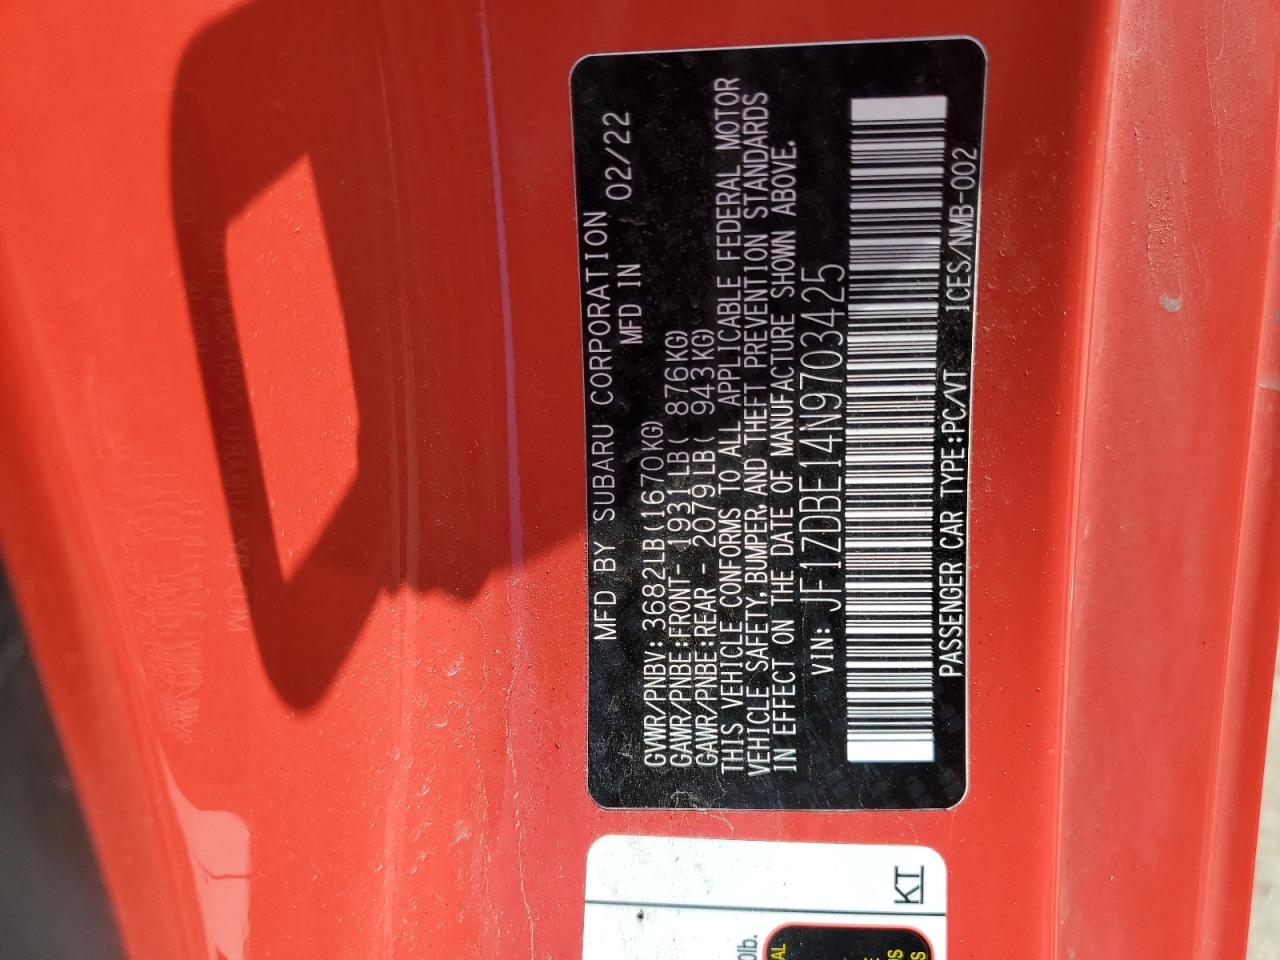 MFD BY SUBARU CORPORATION
MFD IN 02/22
GVWR/PNBV: 3682LB(1670KG)
GAWR/PNBE:FRONT- 1931LB( 876KG)
GAWR/PNBE:REAR - 2079LB( 943KG)
THIS VEHICLE CONFORMS TO ALL APPLICABLE FEDERAL MOTOR
VEHICLE SAFETY, BUMPER, AND THEFT PREVENTION STANDARDS
IN EFFECT ON THE DATE OF MANUFACTURE SHOWN ABOVE.
VIN: JF1ZDBE14N9703425
PASSENGER CAR TYPE:PC/VT ICES/NMB-002
KT
0lb.